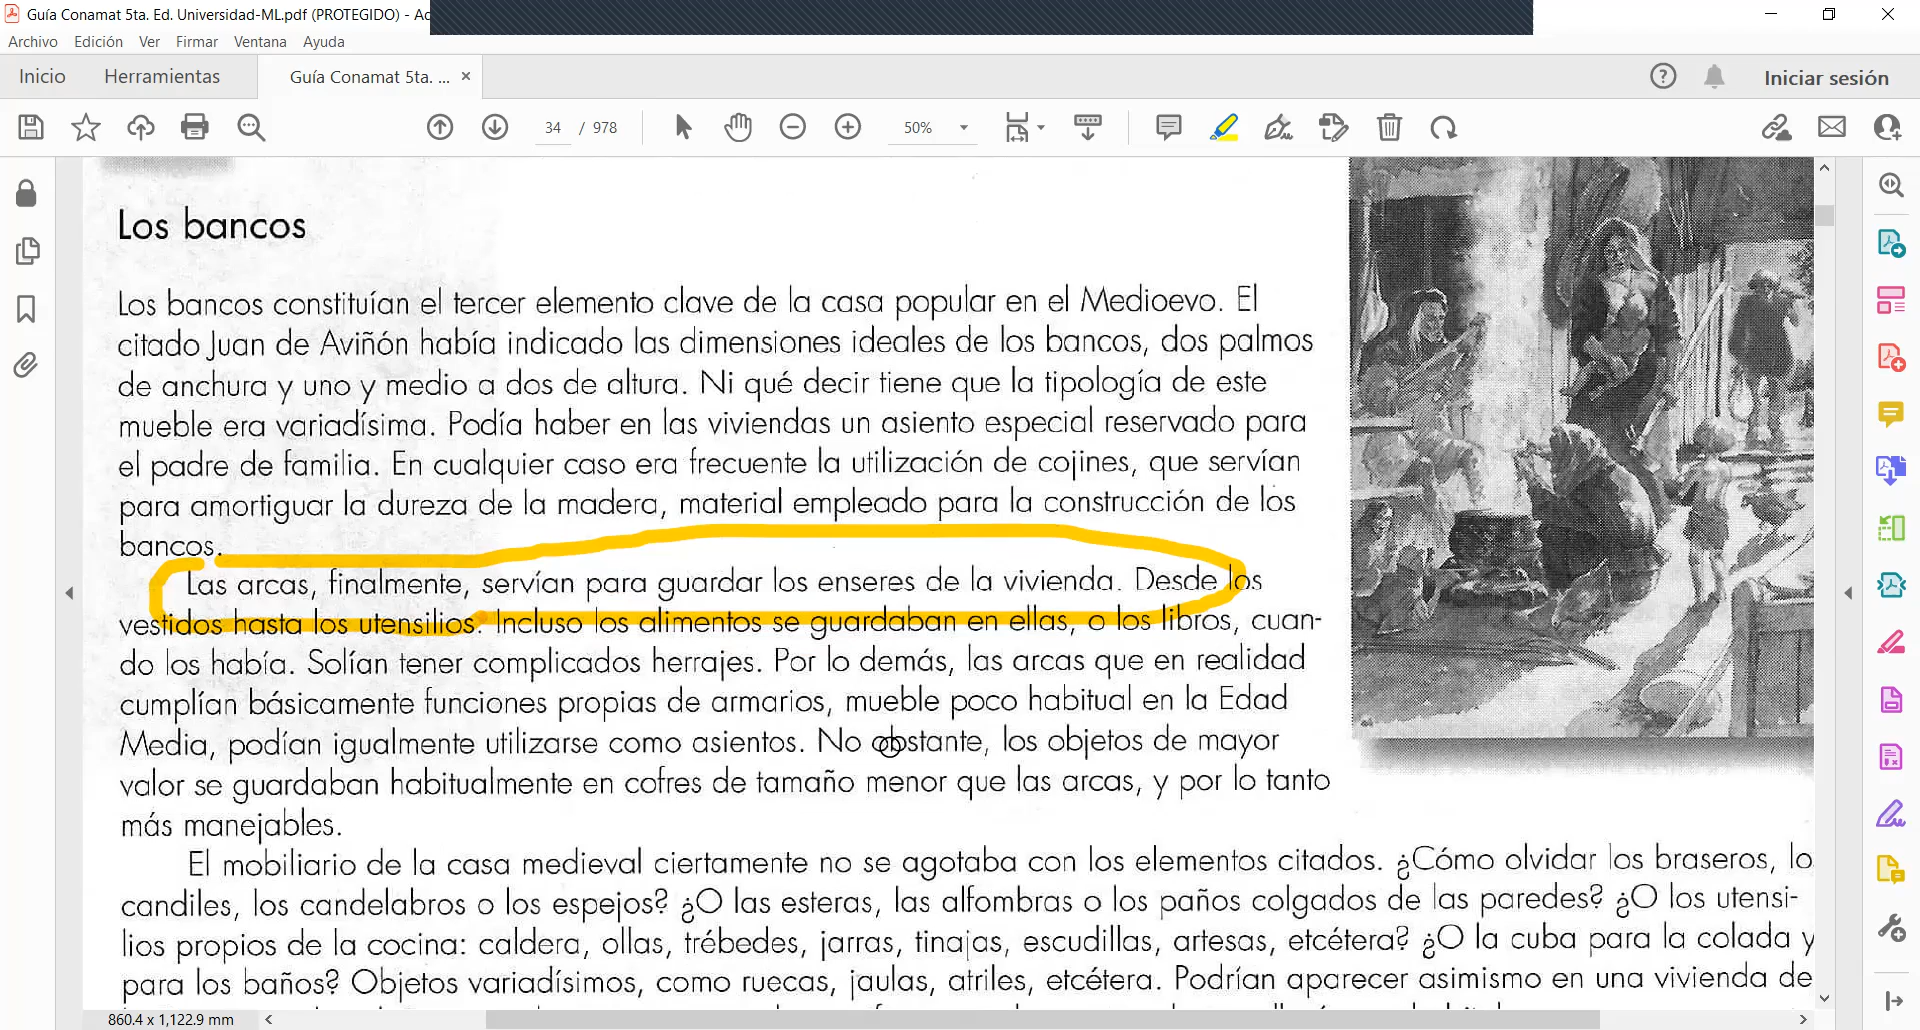 Guía Conamat 5ta. Ed. Universidad-ML.pdf (PROTEGIDO) - Ac
Archivo Edición Ver Firmar Ventana Ayuda
Inicio Herramientas Guía Conamat 5ta. ... × Iniciar sesión
34 / 978 50%
Los bancos
Los bancos constituían el tercer elemento clave de la casa popular en el Medioevo. El
citado Juan de Aviñón había indicado las dimensiones ideales de los bancos, dos palmos
de anchura y uno y medio a dos de altura. Ni qué decir tiene que la tipología de este
mueble era variadísima. Podía haber en las viviendas un asiento especial reservado para
el padre de familia. En cualquier caso era frecuente la utilización de cojines, que servían
para amortiguar la dureza de la madera, material empleado para la construcción de los
bancos.
Las arcas, finalmente, servían para guardar los enseres de la vivienda. Desde los
vestidos hasta los utensilios. Incluso los alimentos se guardaban en ellas, o los libros, cuan-
do los había. Solían tener complicados herrajes. Por lo demás, las arcas que en realidad
cumplían básicamente funciones propias de armarios, mueble poco habitual en la Edad
Media, podían igualmente utilizarse como asientos. No obstante, los objetos de mayor
valor se guardaban habitualmente en cofres de tamaño menor que las arcas, y por lo tanto
más manejables.
El mobiliario de la casa medieval ciertamente no se agotaba con los elementos citados. ¿Cómo olvidar los braseros, lo
candiles, los candelabros o los espejos? ¿O las esteras, las alfombras o los paños colgados de las paredes? ¿O los utensi-
lios propios de la cocina: caldera, ollas, trébedes, jarras, tinajas, escudillas, artesas, etcétera? ¿O la cuba para la colada y
para los baños? Objetos variadísimos, como ruecas, jaulas, atriles, etcétera. Podrían aparecer asimismo en una vivienda de
860.4 x 1,122.9 mm